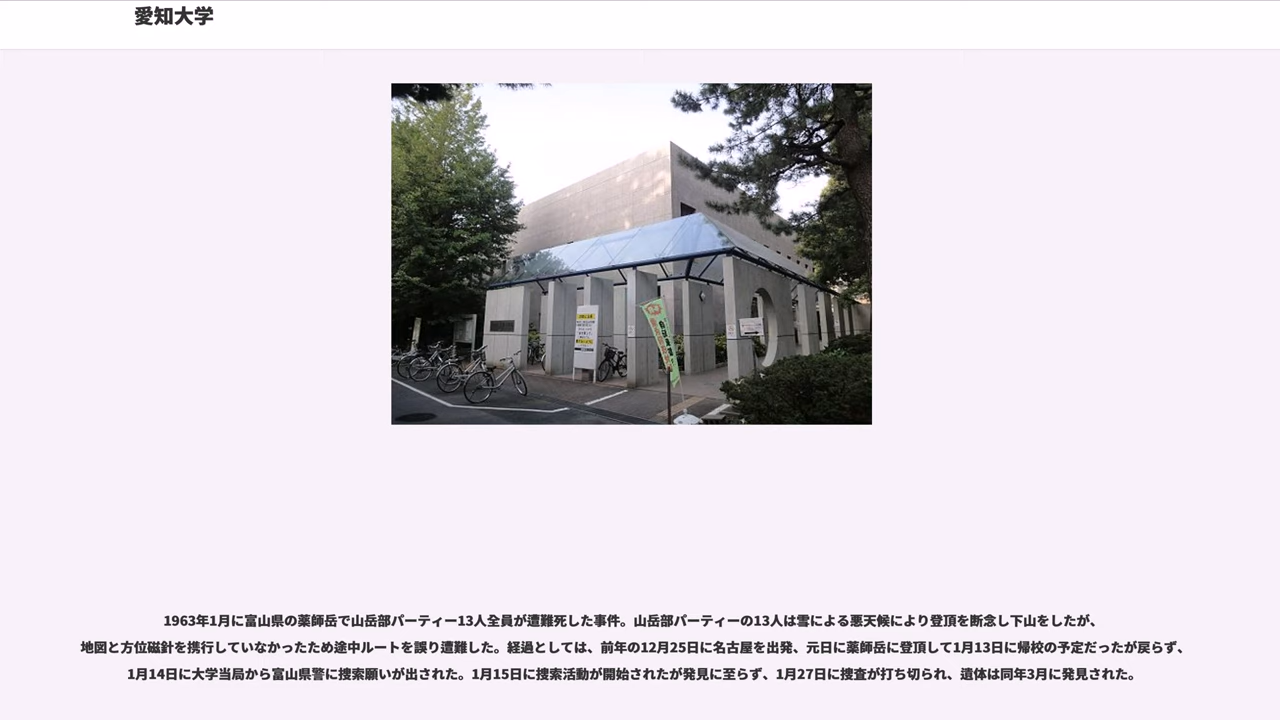 愛知大学
1963年1月に富山県の薬師岳で山岳部パーティー13人全員が遭難死した事件。山岳部パーティーの13人は雪による悪天候により登頂を断念し下山をしたが、
地図と方位磁針を携行していなかったため途中ルートを誤り遭難した。経過としては、前年の12月25日に名古屋を出発、元日に薬師岳に登頂して1月13日に帰校の予定だったが戻らず、
1月14日に大学当局から富山県警に捜索願いが出された。1月15日に捜索活動が開始されたが発見に至らず、1月27日に捜査が打ち切られ、遺体は同年3月に発見された。